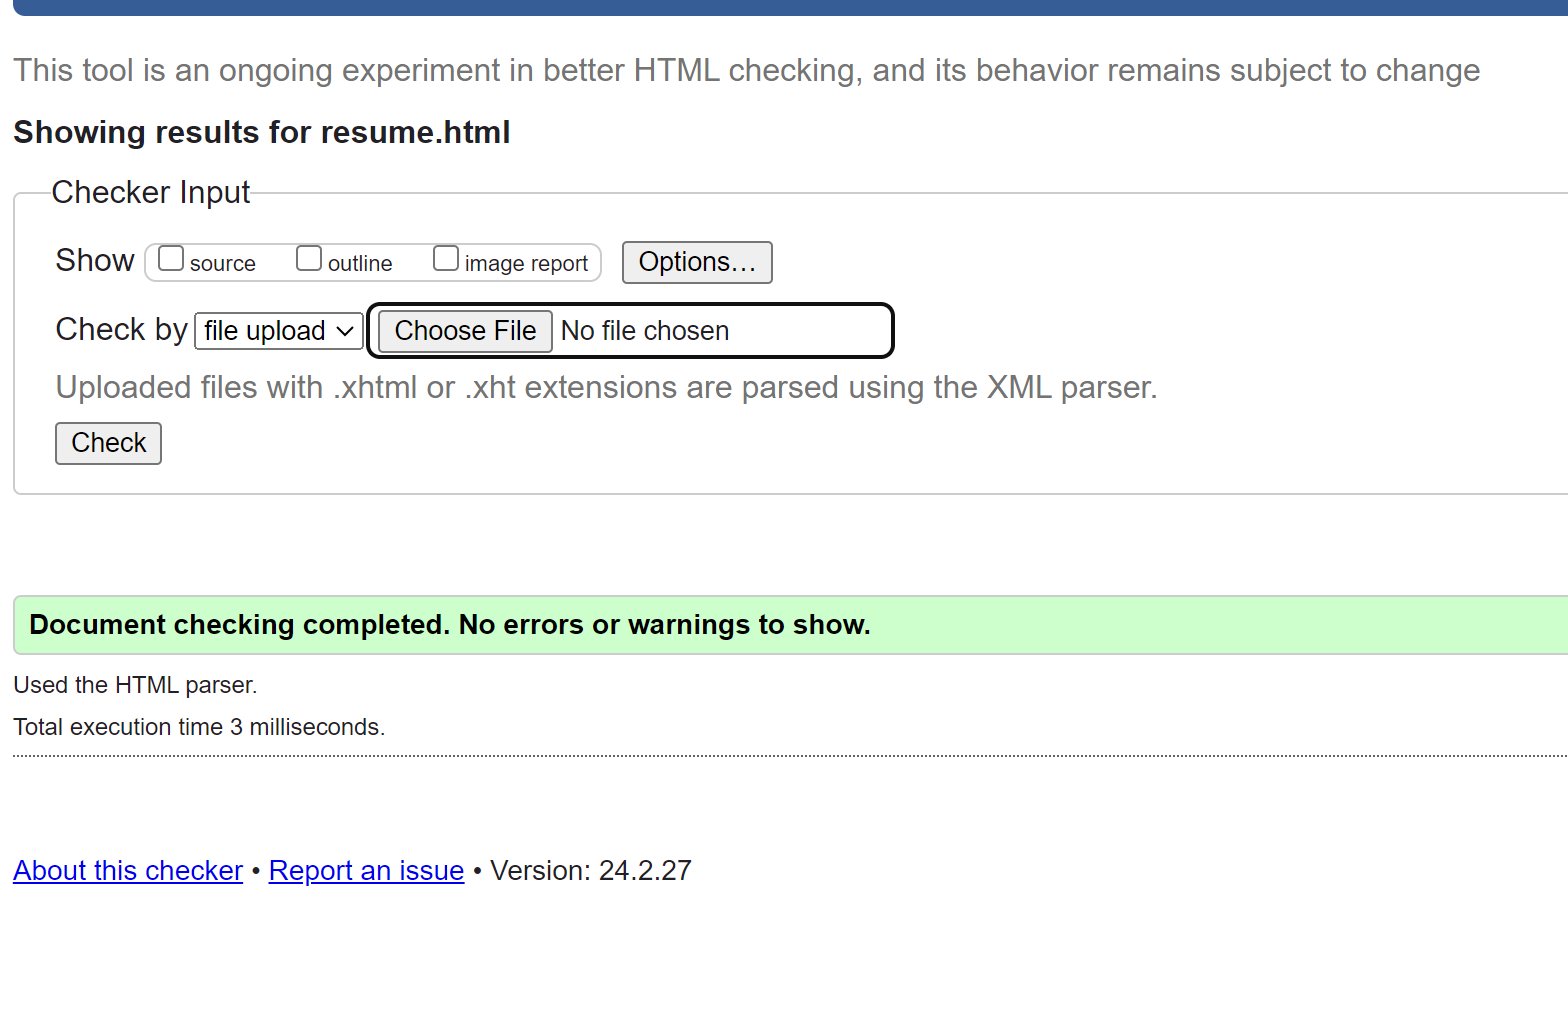 This tool is an ongoing experiment in better HTML checking, and its behavior remains subject to change
Showing results for resume.html
Checker Input
Show source outline image report Options…
Check by file upload Choose File No file chosen
Uploaded files with .xhtml or .xht extensions are parsed using the XML parser.
Check
Document checking completed. No errors or warnings to show.
Used the HTML parser.
Total execution time 3 milliseconds.
About this checker • Report an issue • Version: 24.2.27